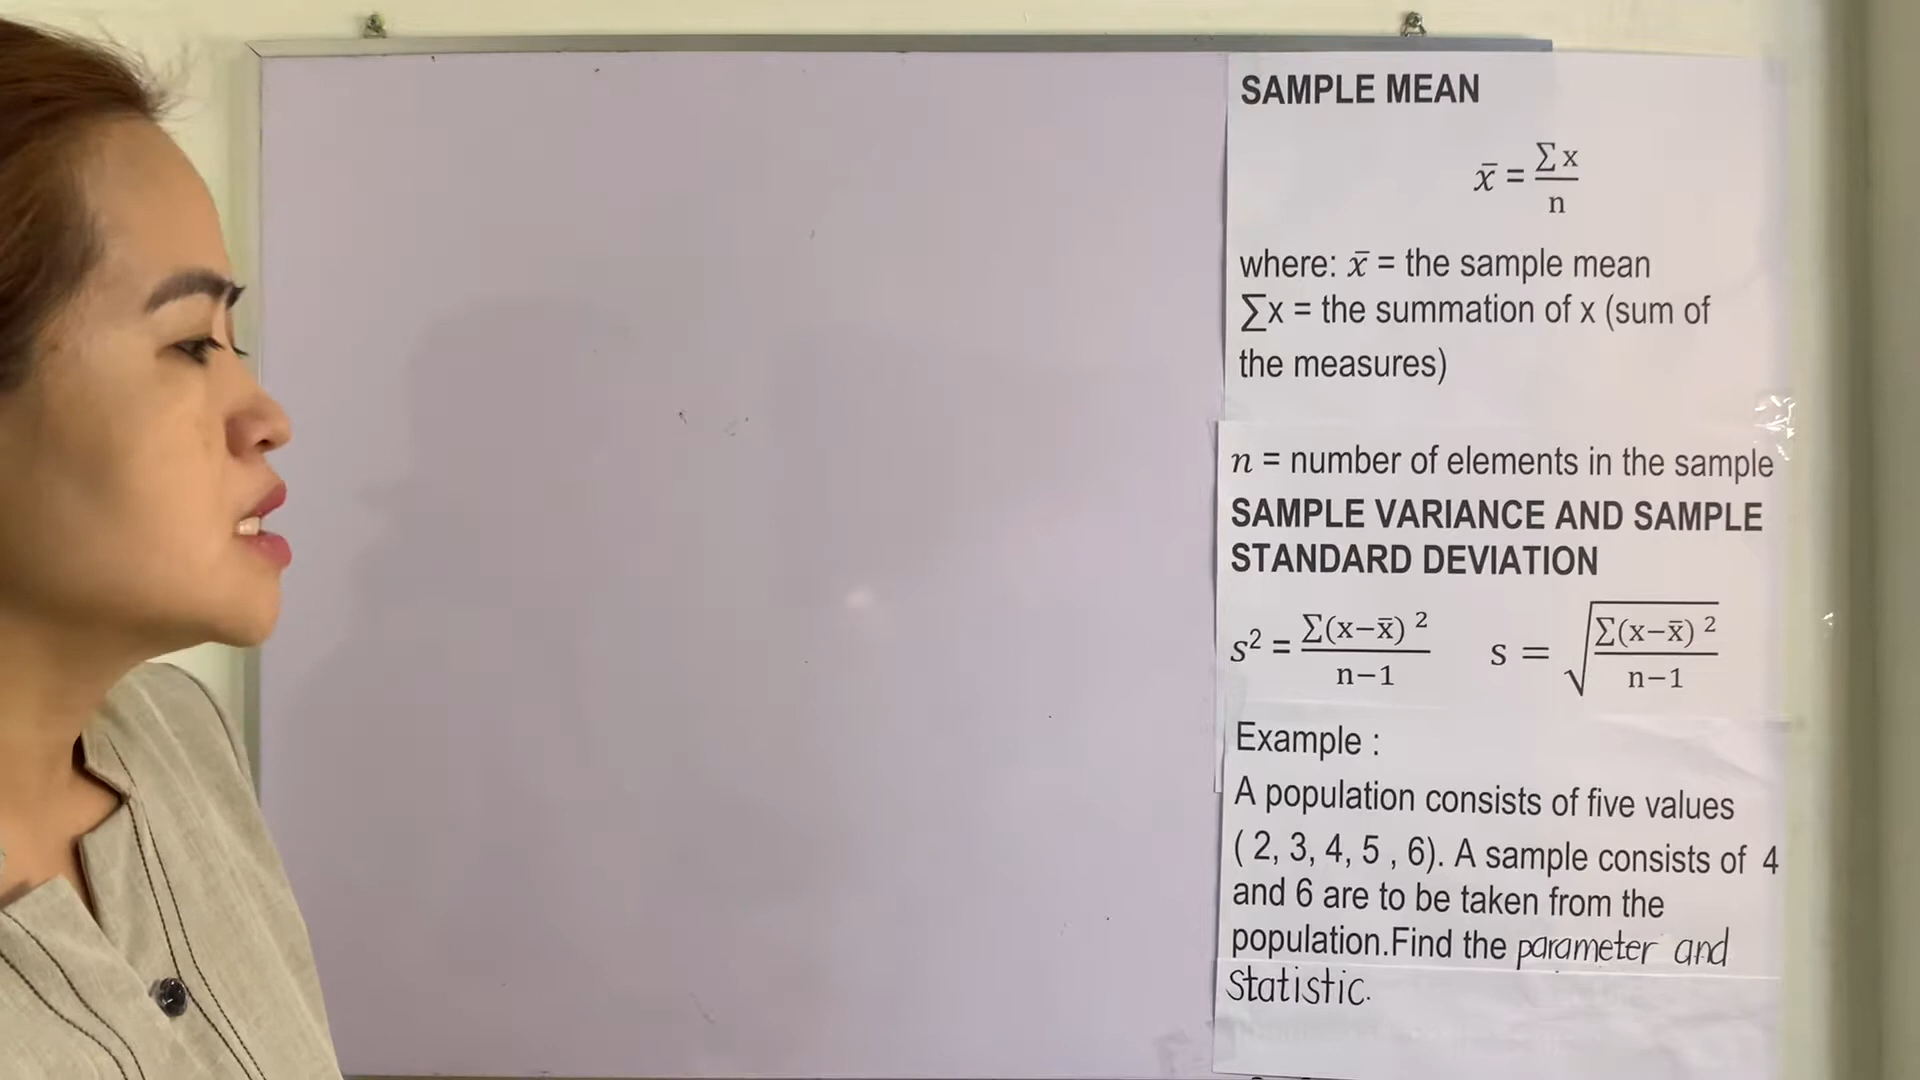 SAMPLE MEAN
x̄ = ∑x / n
where: x̄ = the sample mean
∑x = the summation of x (sum of
the measures)
n = number of elements in the sample
SAMPLE VARIANCE AND SAMPLE
STANDARD DEVIATION
s² = ∑(x−x̄)² / n−1   s = √(∑(x−x̄)² / n−1)
Example :
A population consists of five values
( 2, 3, 4, 5 , 6). A sample consists of 4
and 6 are to be taken from the
population.Find the parameter and
statistic.